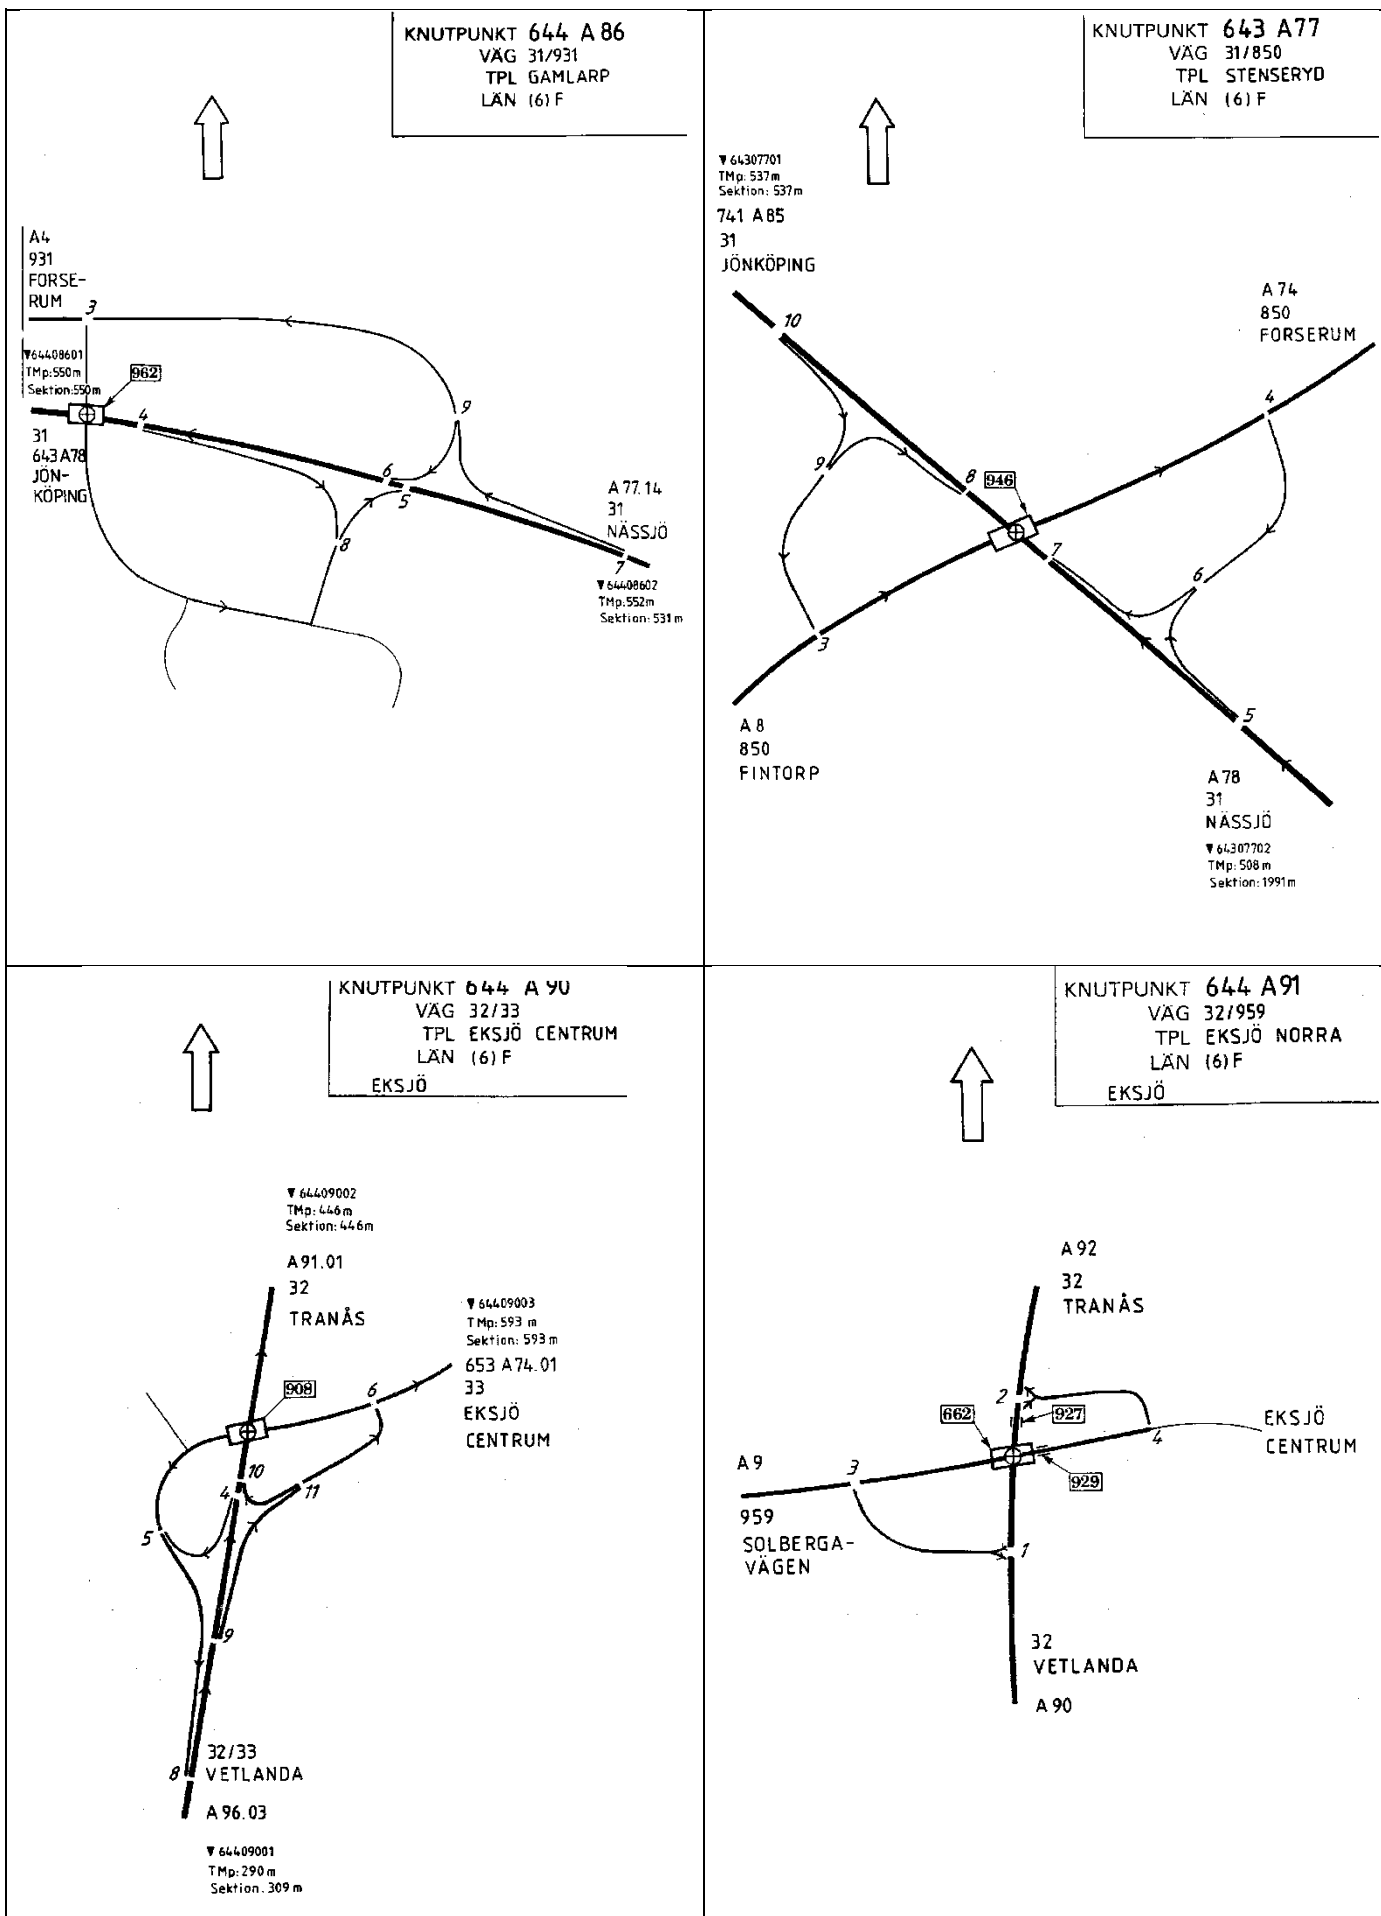 KNUTPUNKT 644 A 86
VÄG 31/931
TPL GAMLARP
LÄN (6) F
A4
931
FORSE-
RUM
3
▼64408601
TMp:550m
Sektion:550m
962
4
9
31
643 A78
JÖN-
KÖPING
6
5
A 77.14
31
NÄSSJÖ
8
7
▼64408602
TMp:552m
Sektion:531m
KNUTPUNKT 643 A77
VÄG 31/850
TPL STENSERYD
LÄN (6) F
▼64307701
TMp:537m
Sektion:537m
741 A85
31
JÖNKÖPING
A 74
850
FORSERUM
10
4
9
8
946
7
6
3
5
A 8
850
FINTORP
A 78
31
NÄSSJÖ
▼64307702
TMp:508m
Sektion:1991m
KNUTPUNKT 644 A 90
VÄG 32/33
TPL EKSJÖ CENTRUM
LÄN (6) F
EKSJÖ
▼64409002
TMp:446m
Sektion:446m
A 91.01
32
TRANÅS
▼64409003
TMp:593 m
Sektion:593 m
653 A 74.01
33
EKSJÖ
CENTRUM
908
6
10
4
11
5
9
32/33
8 VETLANDA
A 96.03
▼64409001
TMp:290 m
Sektion.309 m
KNUTPUNKT 644 A91
VÄG 32/959
TPL EKSJÖ NORRA
LÄN (6) F
EKSJÖ
A 92
32
TRANÅS
2
662
927
4
EKSJÖ
CENTRUM
A 9
3
929
959
SOLBERGA-
VÄGEN
1
32
VETLANDA
A 90